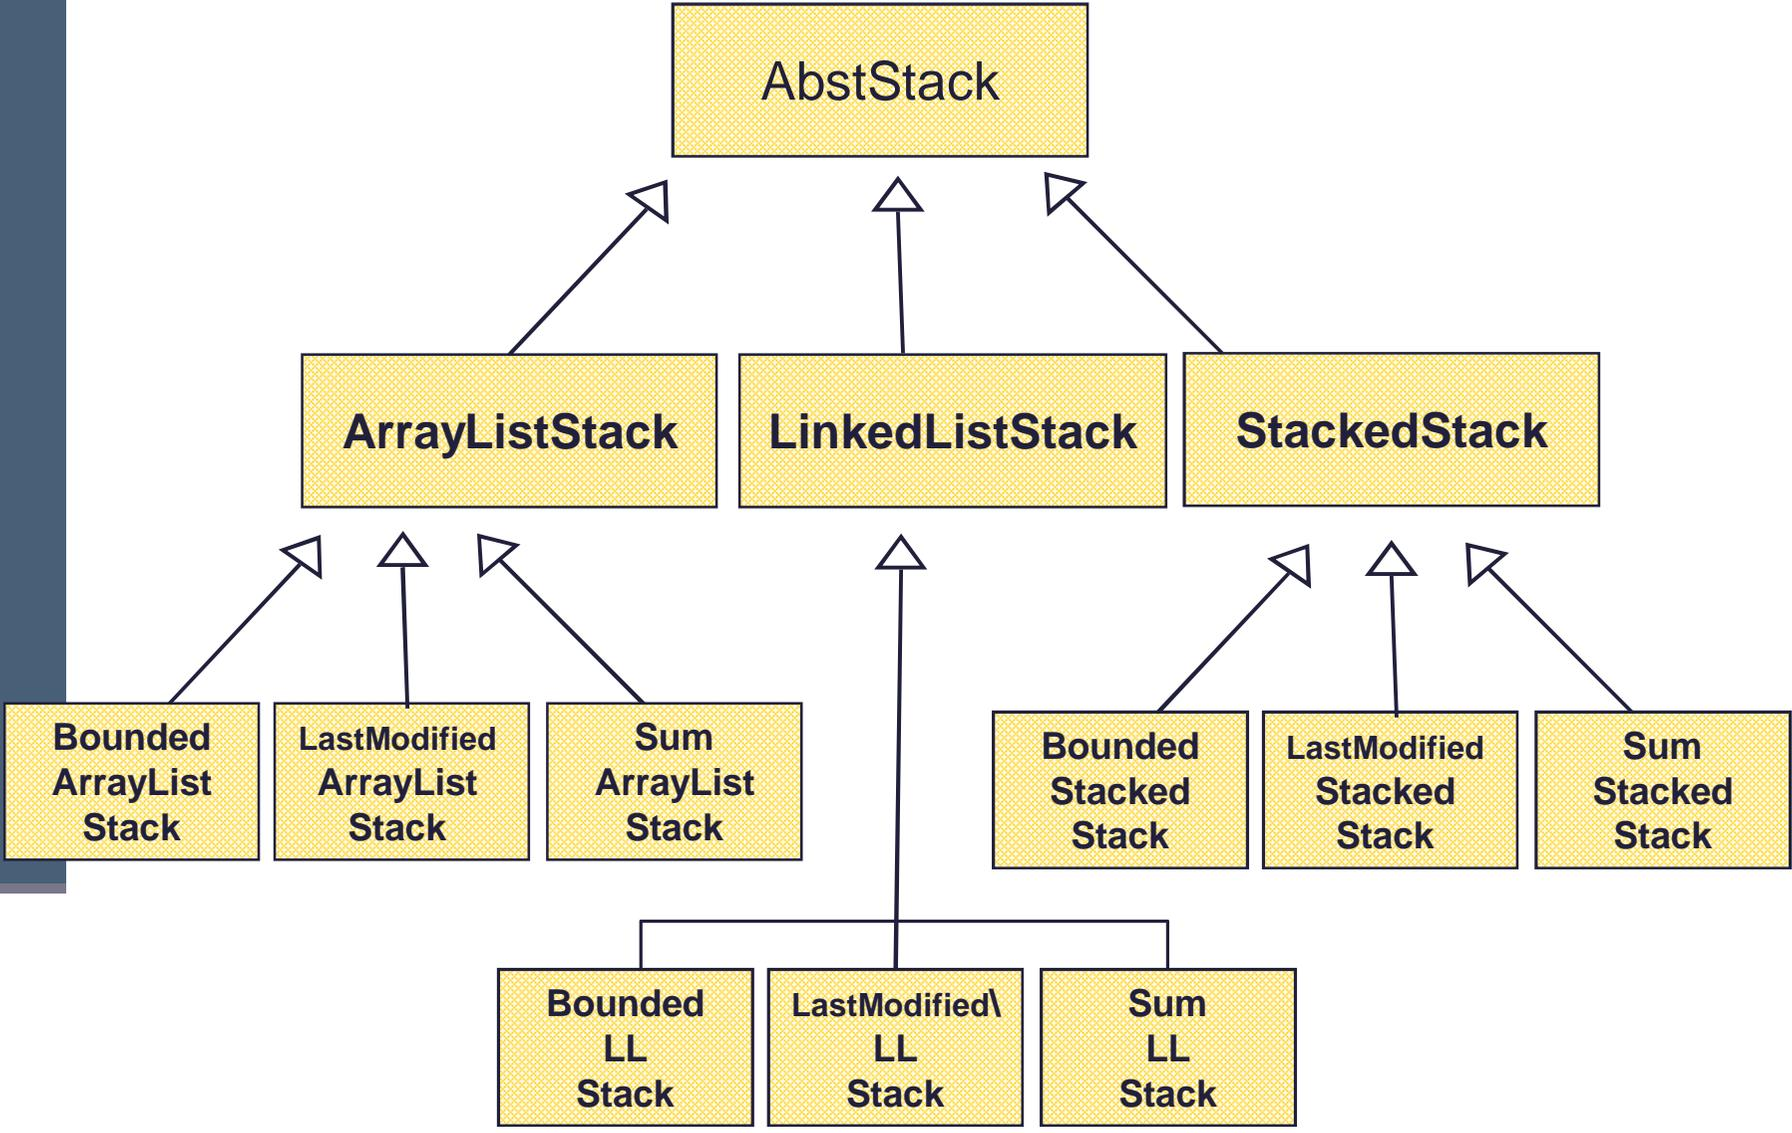 AbstStack
ArrayListStack
LinkedListStack
StackedStack
Bounded
ArrayList
Stack
LastModified
ArrayList
Stack
Sum
ArrayList
Stack
Bounded
Stacked
Stack
LastModified
Stacked
Stack
Sum
Stacked
Stack
Bounded
LL
Stack
LastModified\
LL
Stack
Sum
LL
Stack